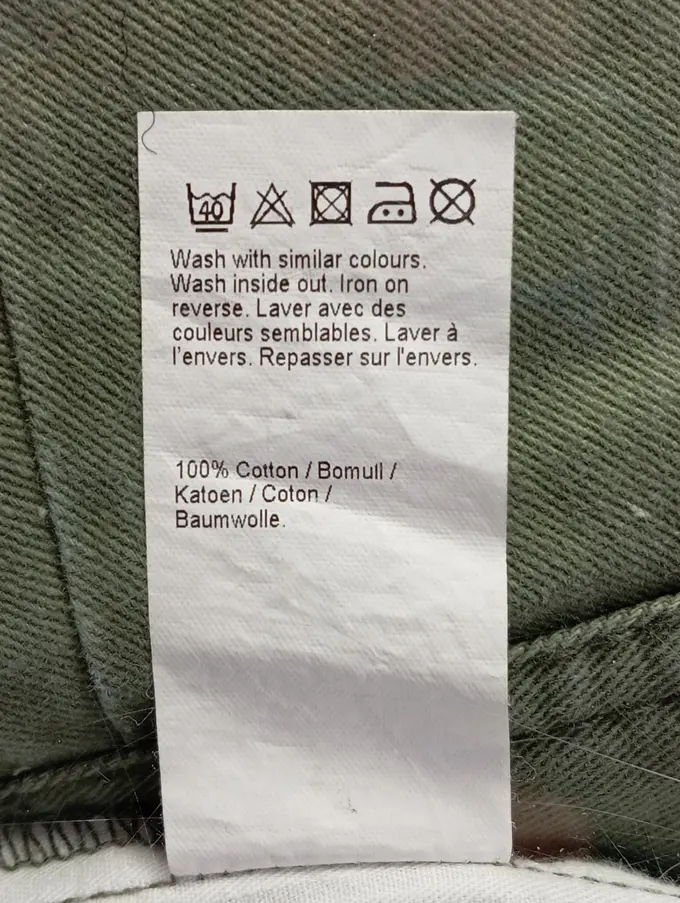 40
Wash with similar colours.
Wash inside out. Iron on
reverse. Laver avec des
couleurs semblables. Laver à
l'envers. Repasser sur l'envers.
100% Cotton / Bomull /
Katoen / Coton /
Baumwolle.